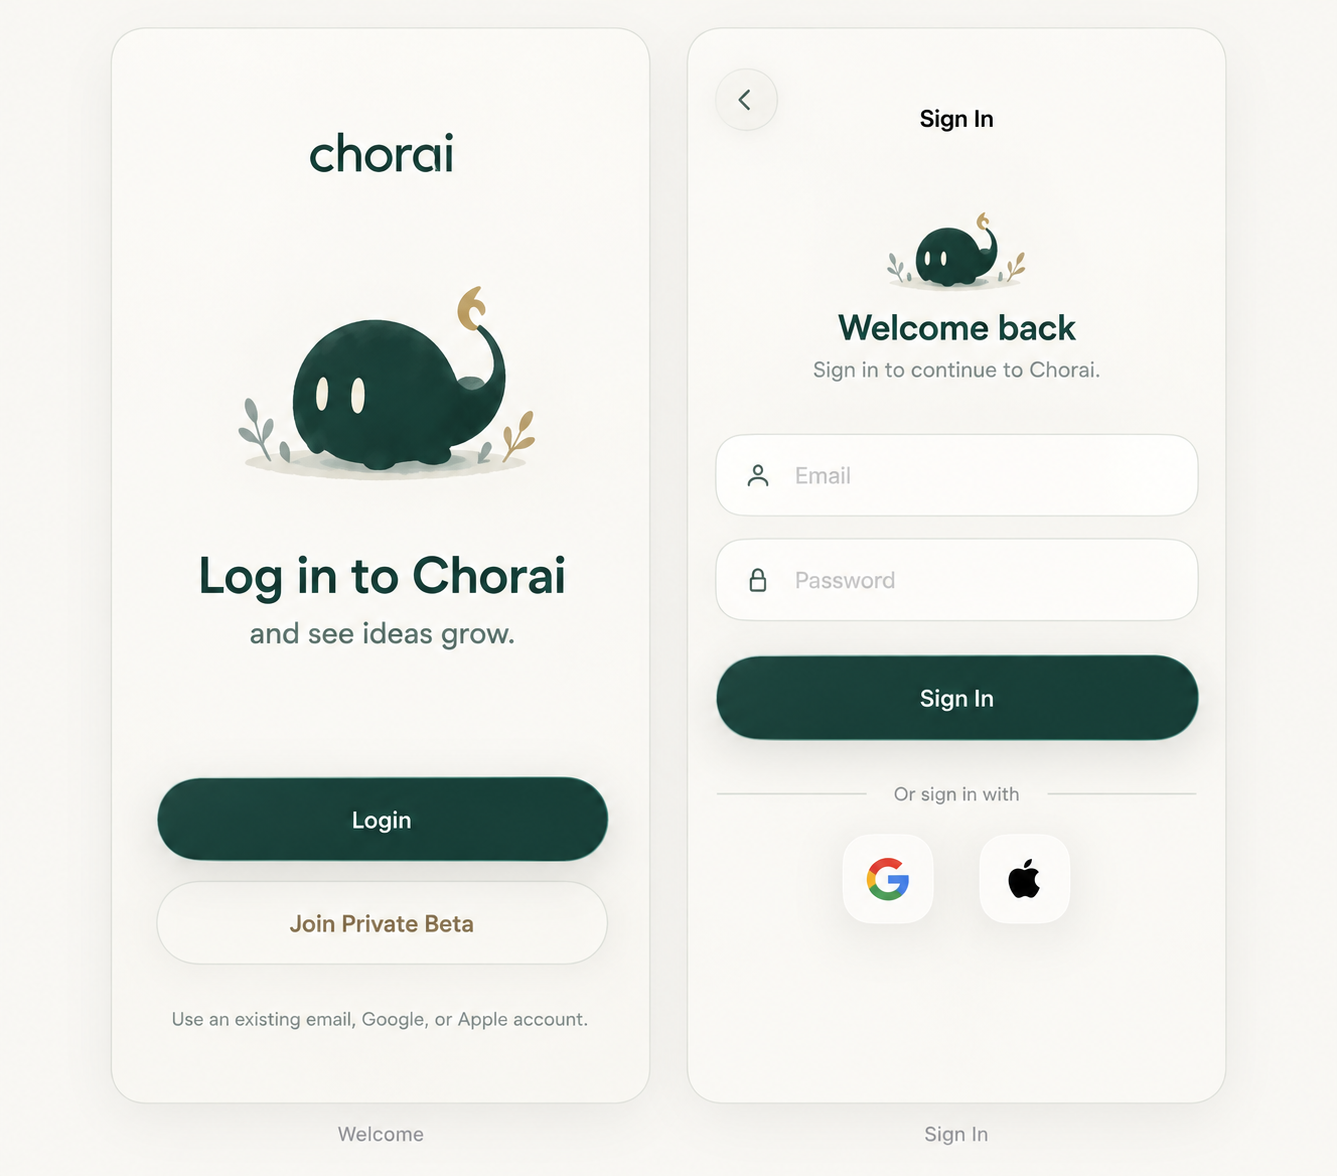 chorai
Log in to Chorai
and see ideas grow.
Login
Join Private Beta
Use an existing email, Google, or Apple account.
Welcome
Sign In
Welcome back
Sign in to continue to Chorai.
Email
Password
Sign In
Or sign in with
Sign In